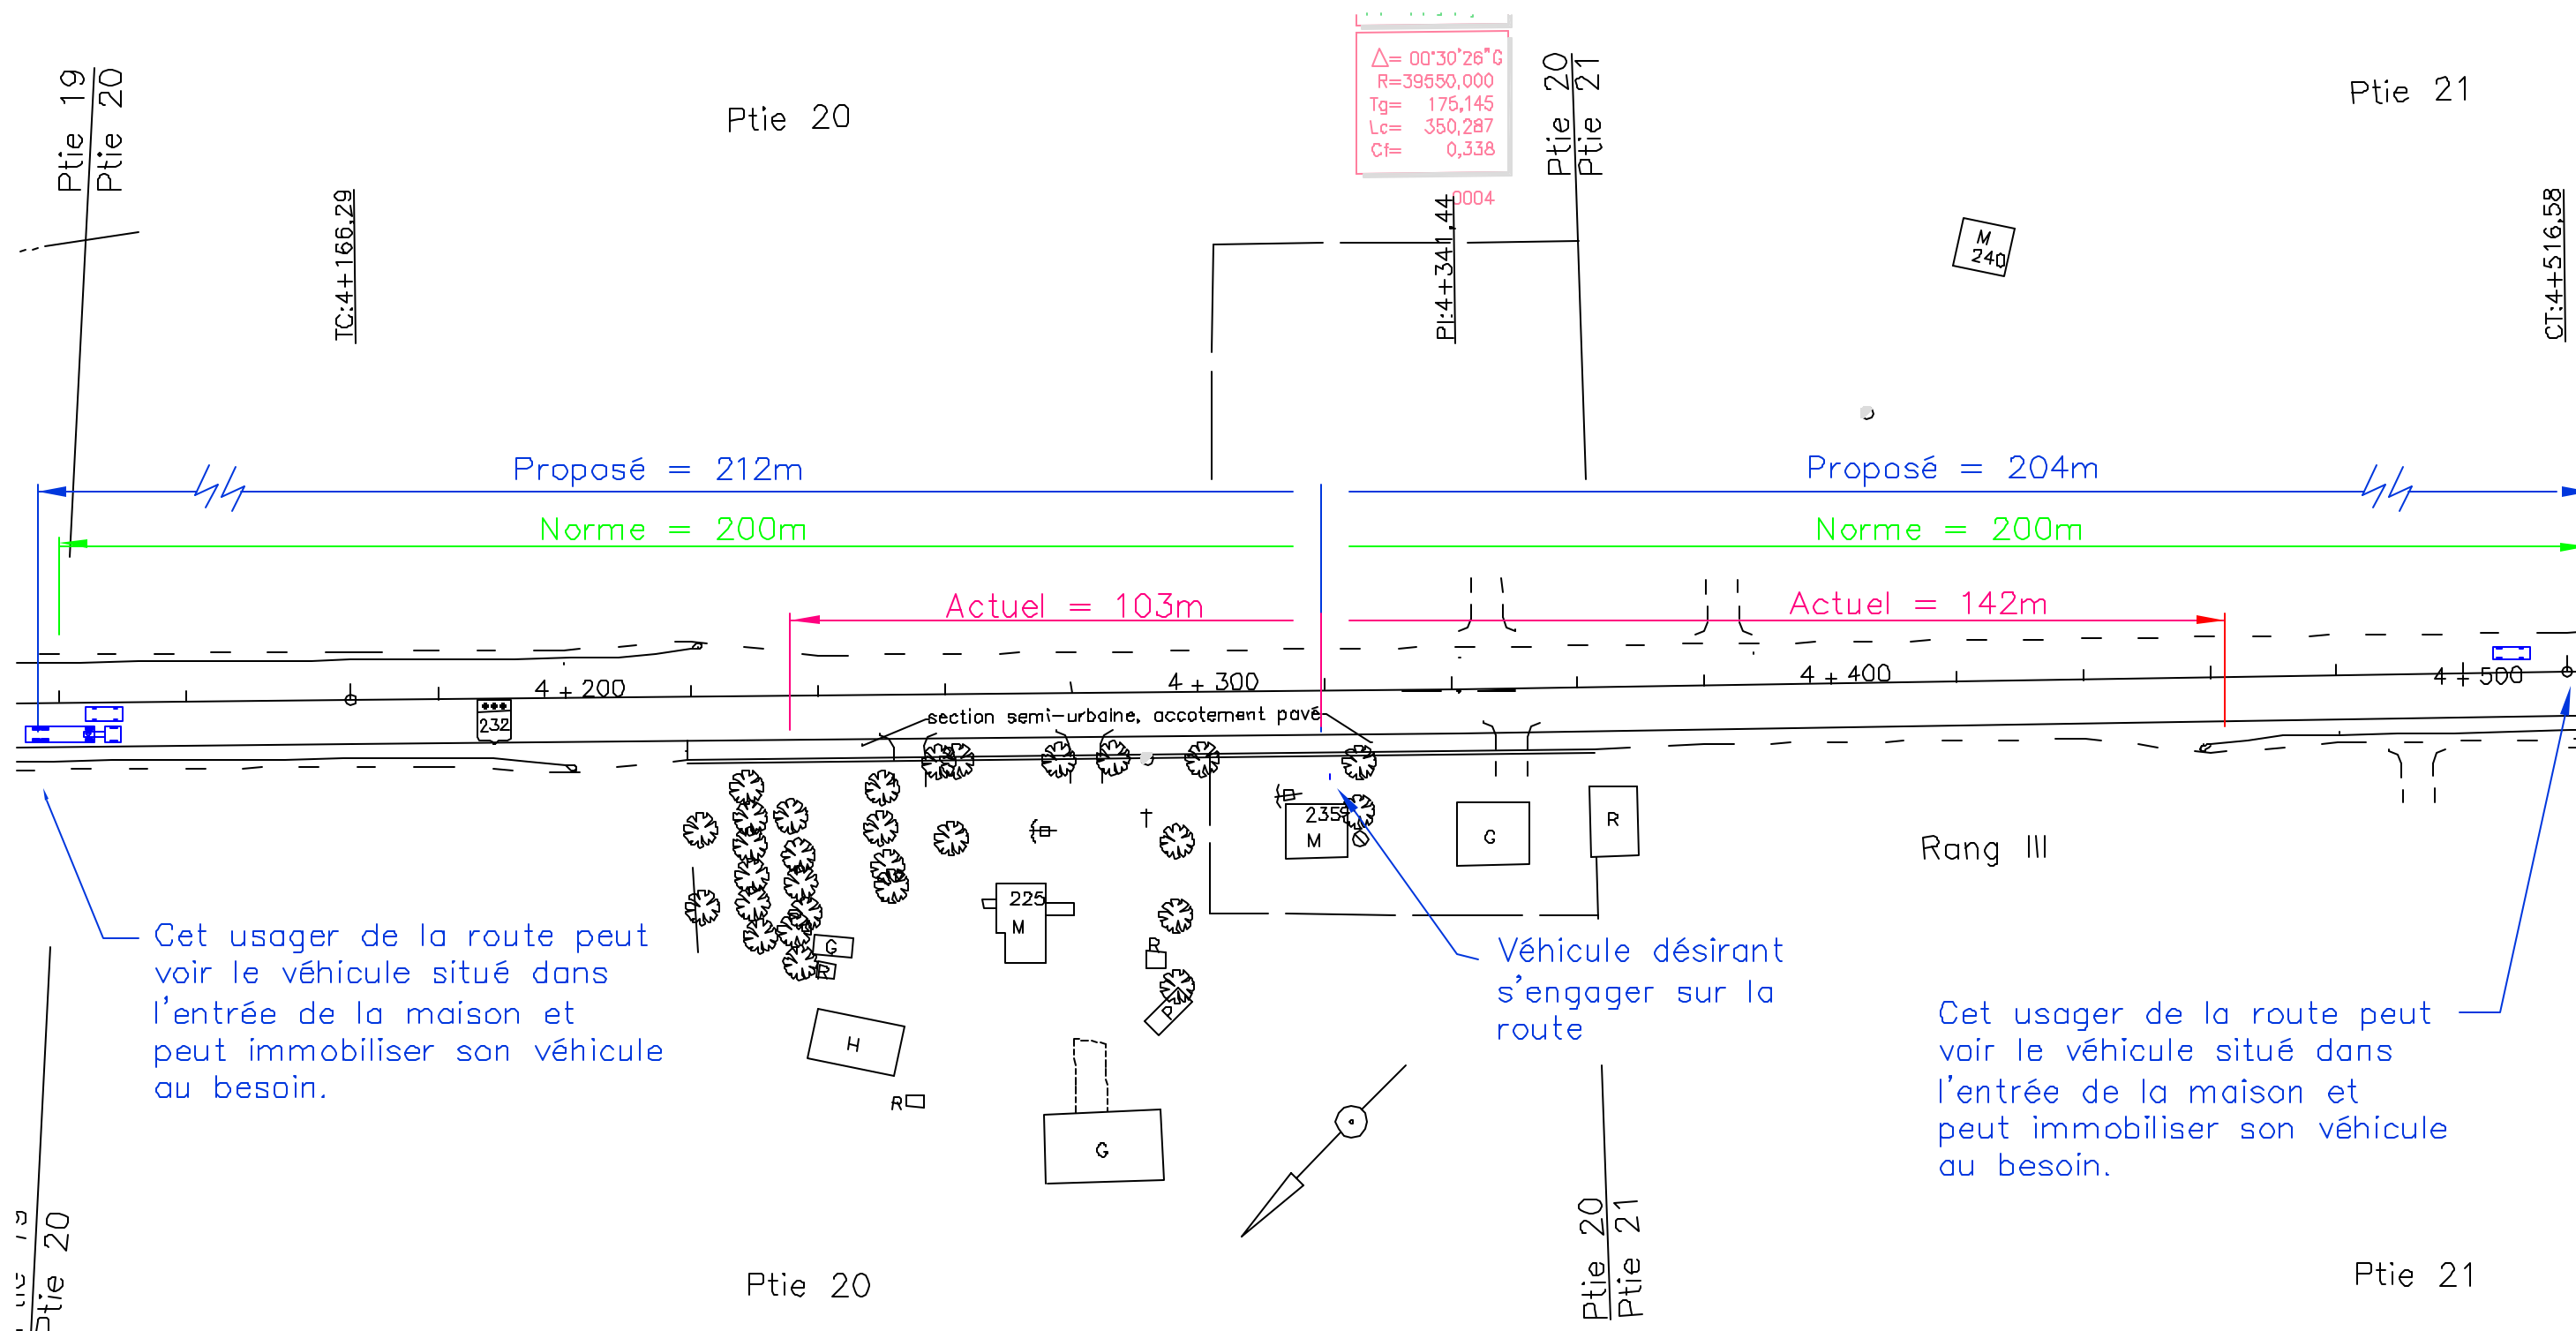 Ptie 19
Ptie 20
Ptie 20
Δ= 00°30'26"G
R=39550,000
Tg= 175,145
Lc= 350,287
Cf= 0,338
0004
Ptie 20
Ptie 21
Ptie 21
TC:4+166,29
PI:4+341,44
CT:4+516,58
M
240
Proposé = 212m
Proposé = 204m
Norme = 200m
Norme = 200m
Actuel = 103m
Actuel = 142m
4 + 200
4 + 300
4 + 400
4 + 500
232
section semi-urbaine, accotement pavé
2359
M
G
R
Rang III
225
M
G
R
R
P
H
R
G
Cet usager de la route peut
voir le véhicule situé dans
l'entrée de la maison et
peut immobiliser son véhicule
au besoin.
Véhicule désirant
s'engager sur la
route
Cet usager de la route peut
voir le véhicule situé dans
l'entrée de la maison et
peut immobiliser son véhicule
au besoin.
Ptie 20
Ptie 20
Ptie 20
Ptie 21
Ptie 21